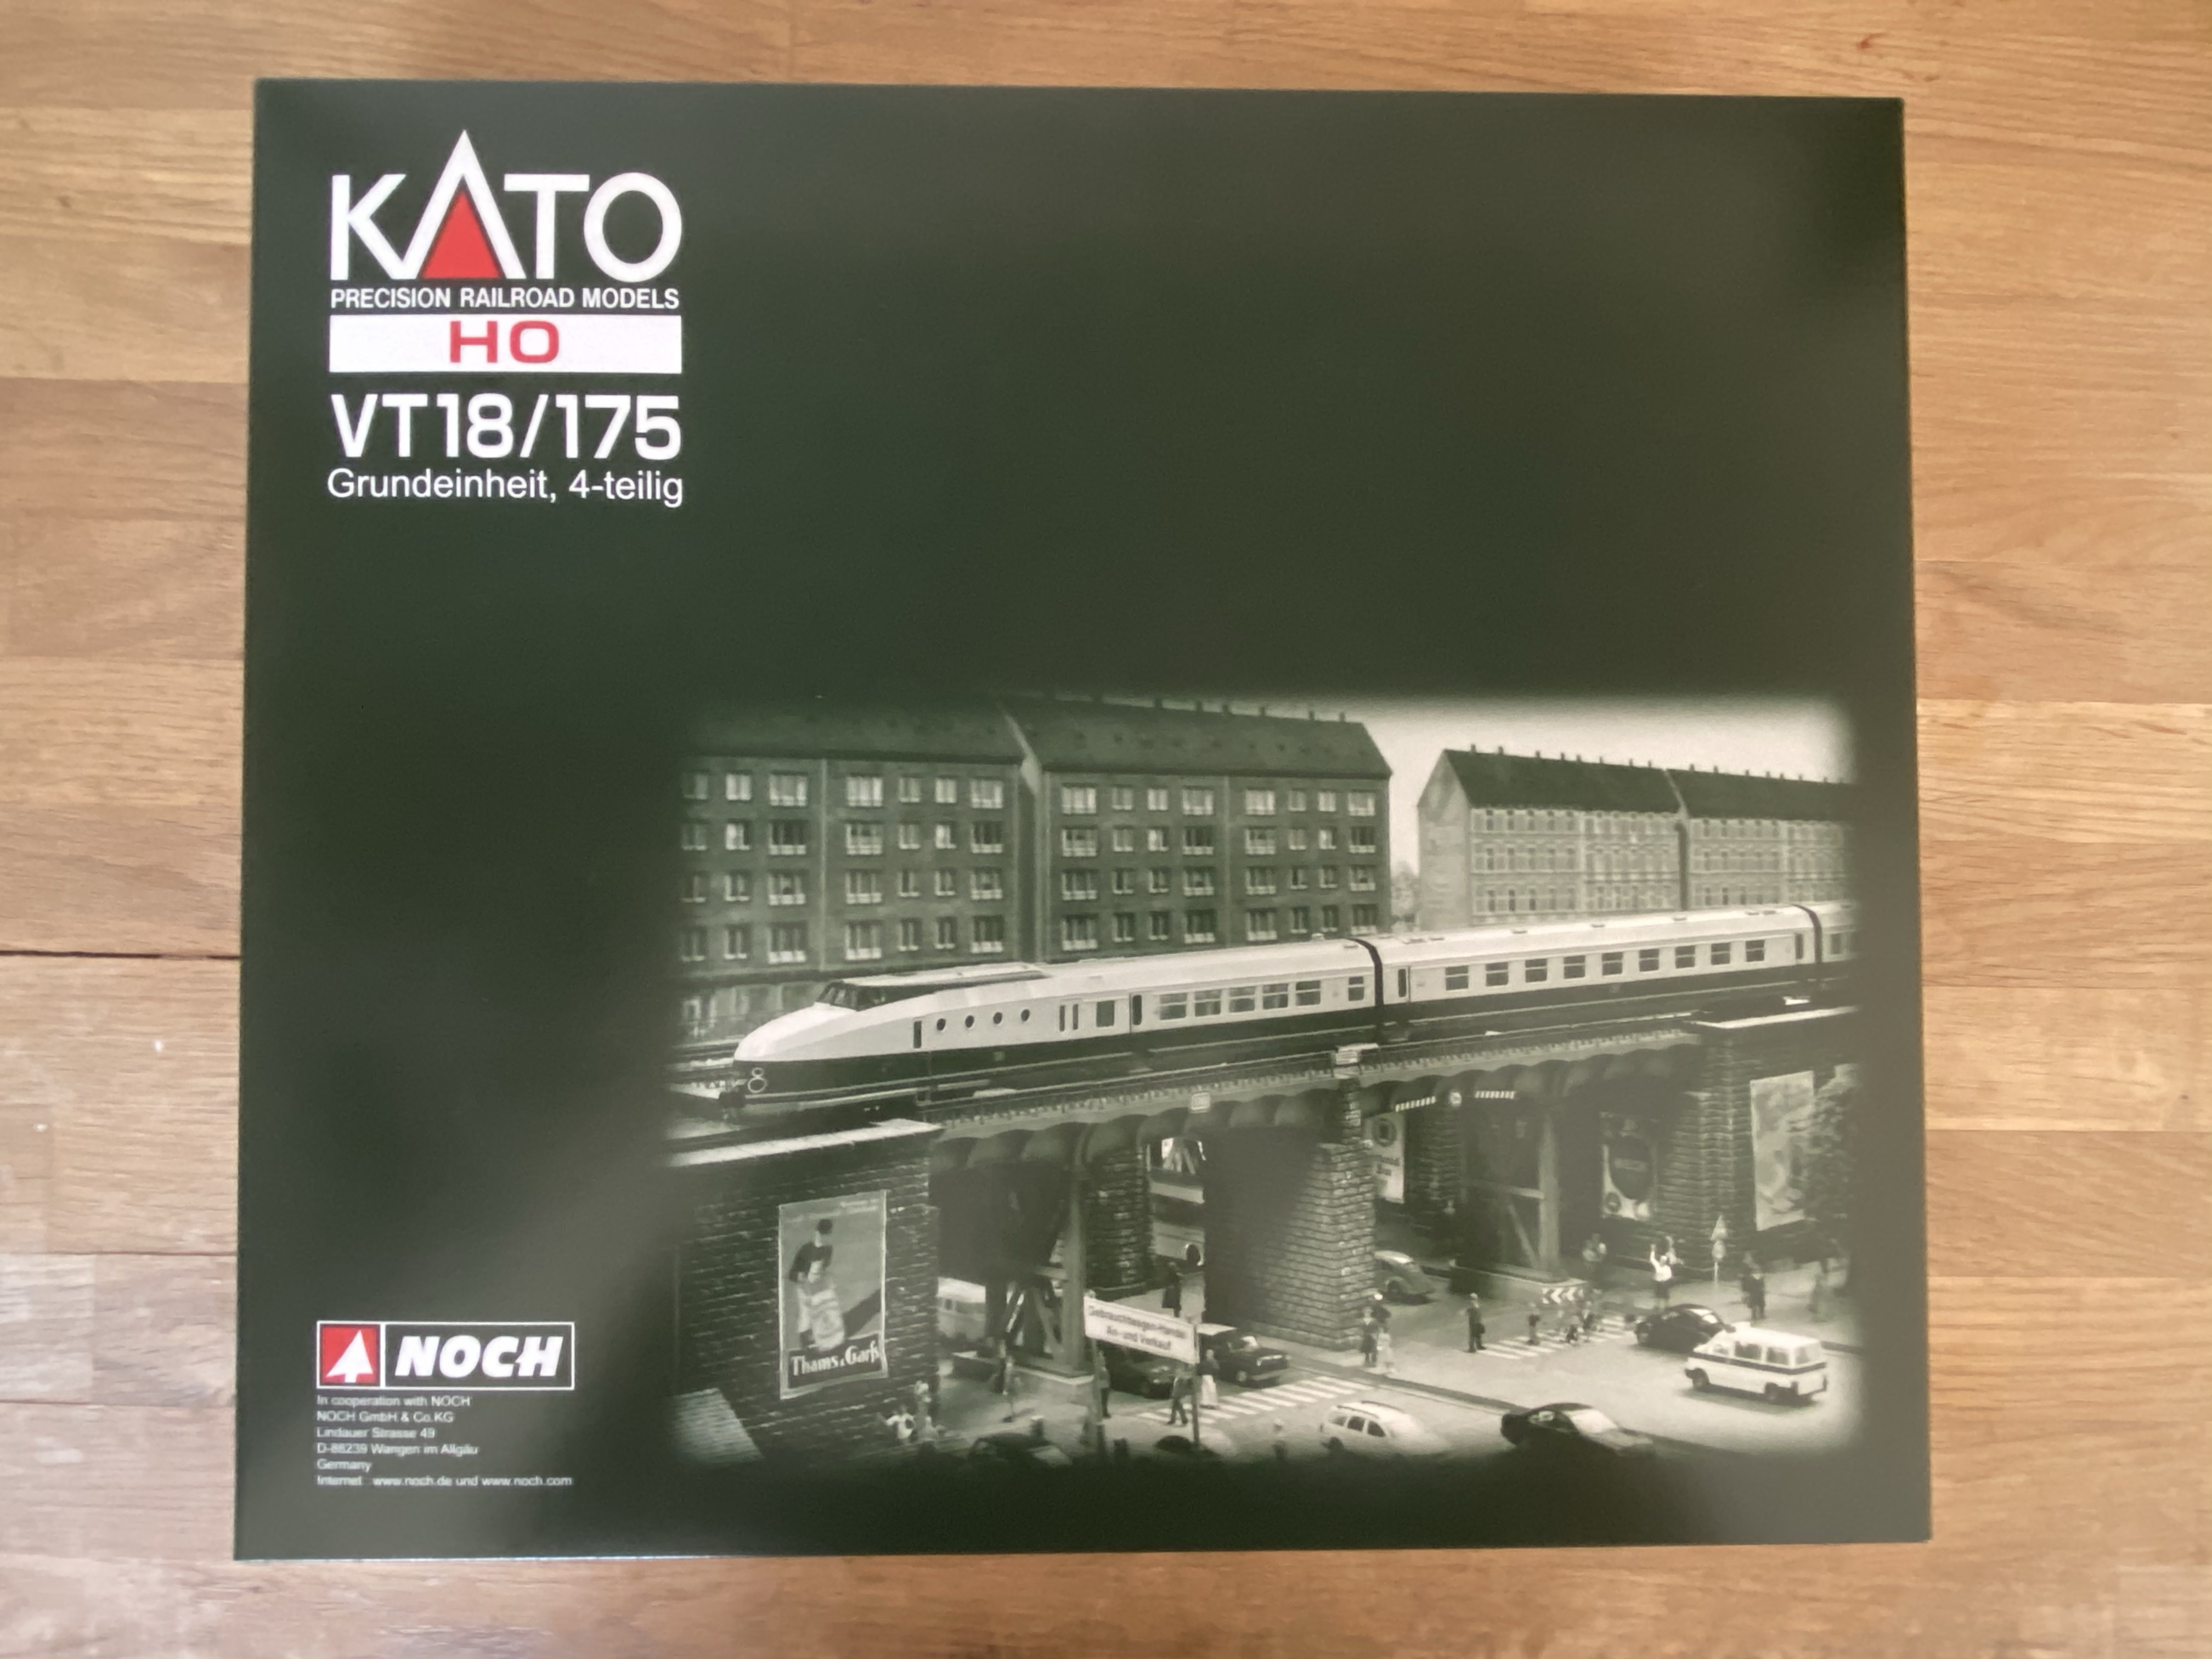 KATO
PRECISION RAILROAD MODELS
HO
VT18/175
Grundeinheit, 4-teilig
Thams & Garfs
Gebrauchtwagen-Handel
An- und Verkauf
NOCH
In cooperation with NOCH
NOCH GmbH & Co.KG
Lindauer Strasse 49
D-88239 Wangen im Allgäu
Germany
Internet : www.noch.de und www.noch.com